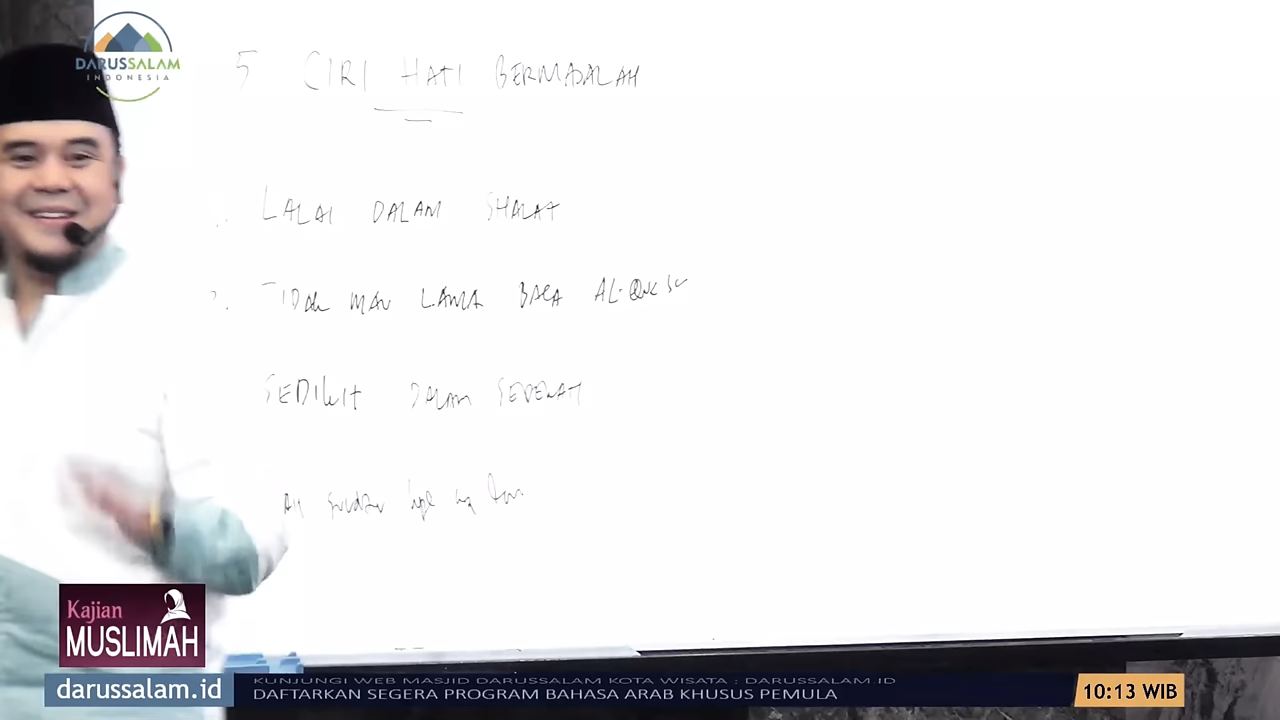 DARUSSALAM
INDONESIA
5 CIRI HATI BERMASALAH
LALAI DALAM SHALAT
2. TIDAK MAU LAMA BACA AL-
SEDIKIT DALAM SEDEKAH
Kajian
MUSLIMAH
darussalam.id
KUNJUNGI WEB MASJID DARUSSALAM KOTA WISATA : DARUSSALAM.ID
DAFTARKAN SEGERA PROGRAM BAHASA ARAB KHUSUS PEMULA
10:13 WIB